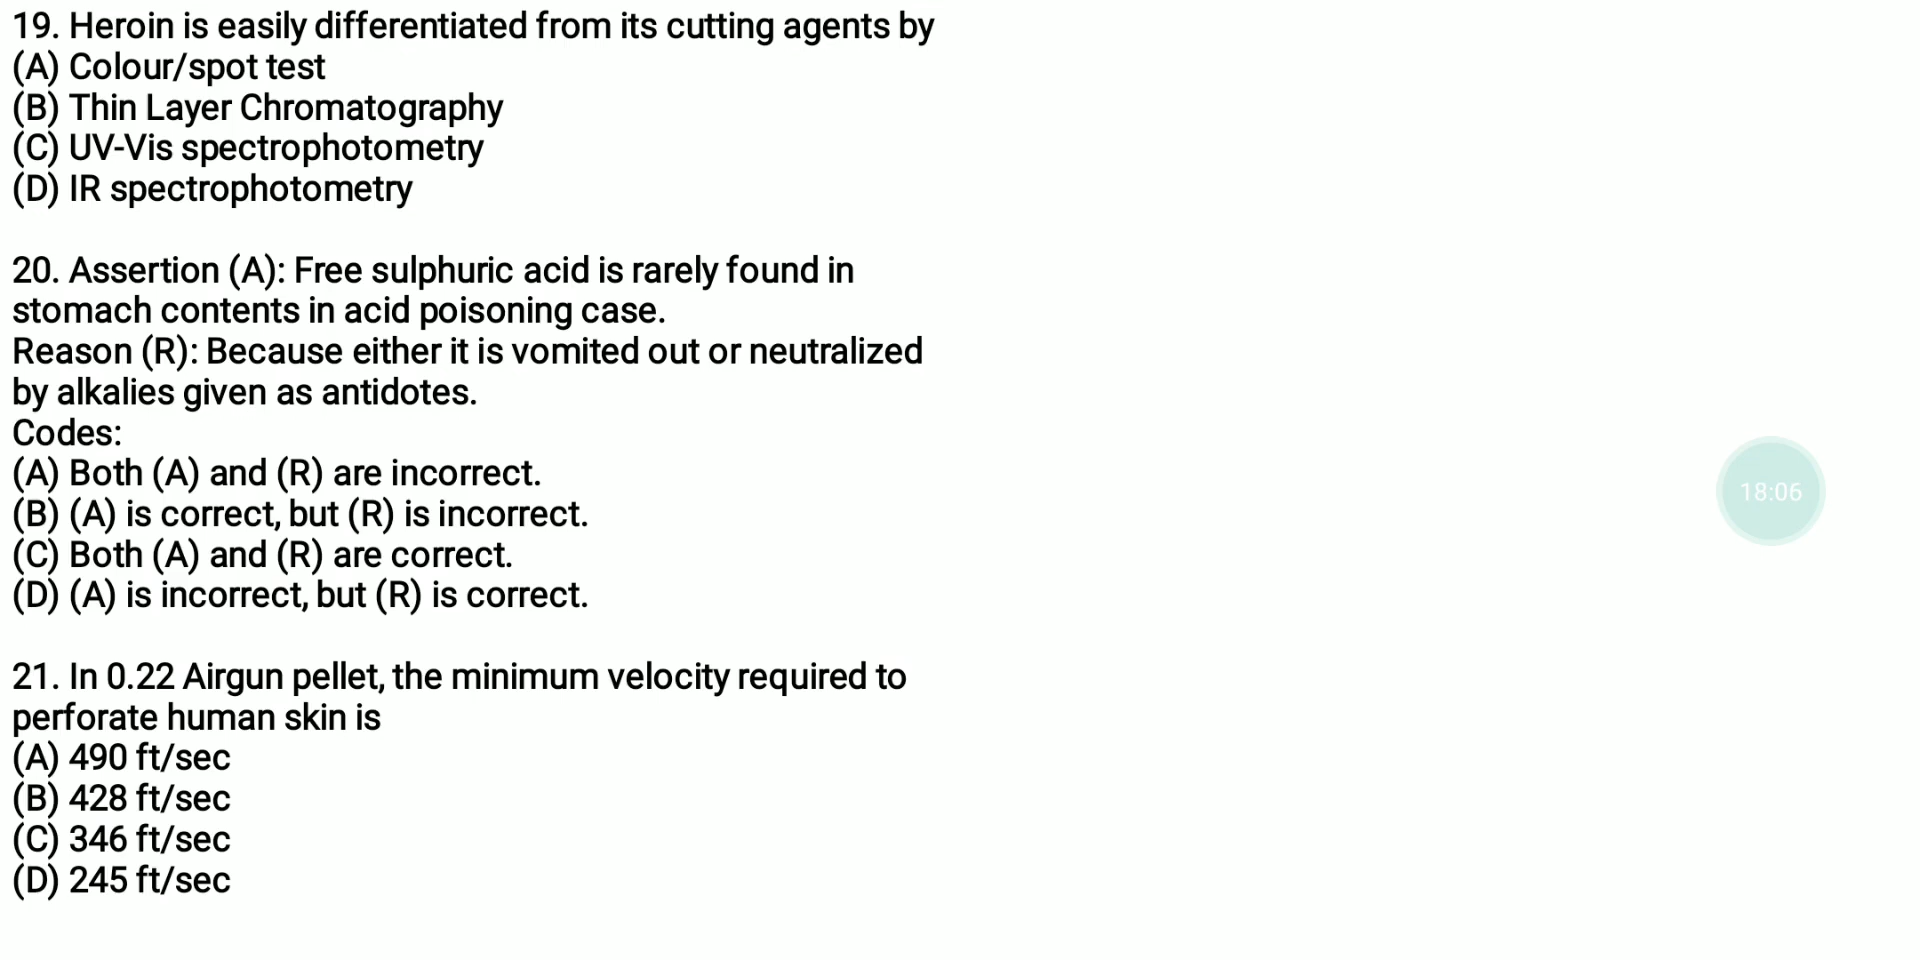 19. Heroin is easily differentiated from its cutting agents by
(A) Colour/spot test
(B) Thin Layer Chromatography
(C) UV-Vis spectrophotometry
(D) IR spectrophotometry
20. Assertion (A): Free sulphuric acid is rarely found in
stomach contents in acid poisoning case.
Reason (R): Because either it is vomited out or neutralized
by alkalies given as antidotes.
Codes:
(A) Both (A) and (R) are incorrect.
(B) (A) is correct, but (R) is incorrect.
(C) Both (A) and (R) are correct.
(D) (A) is incorrect, but (R) is correct.
18:06
21. In 0.22 Airgun pellet, the minimum velocity required to
perforate human skin is
(A) 490 ft/sec
(B) 428 ft/sec
(C) 346 ft/sec
(D) 245 ft/sec